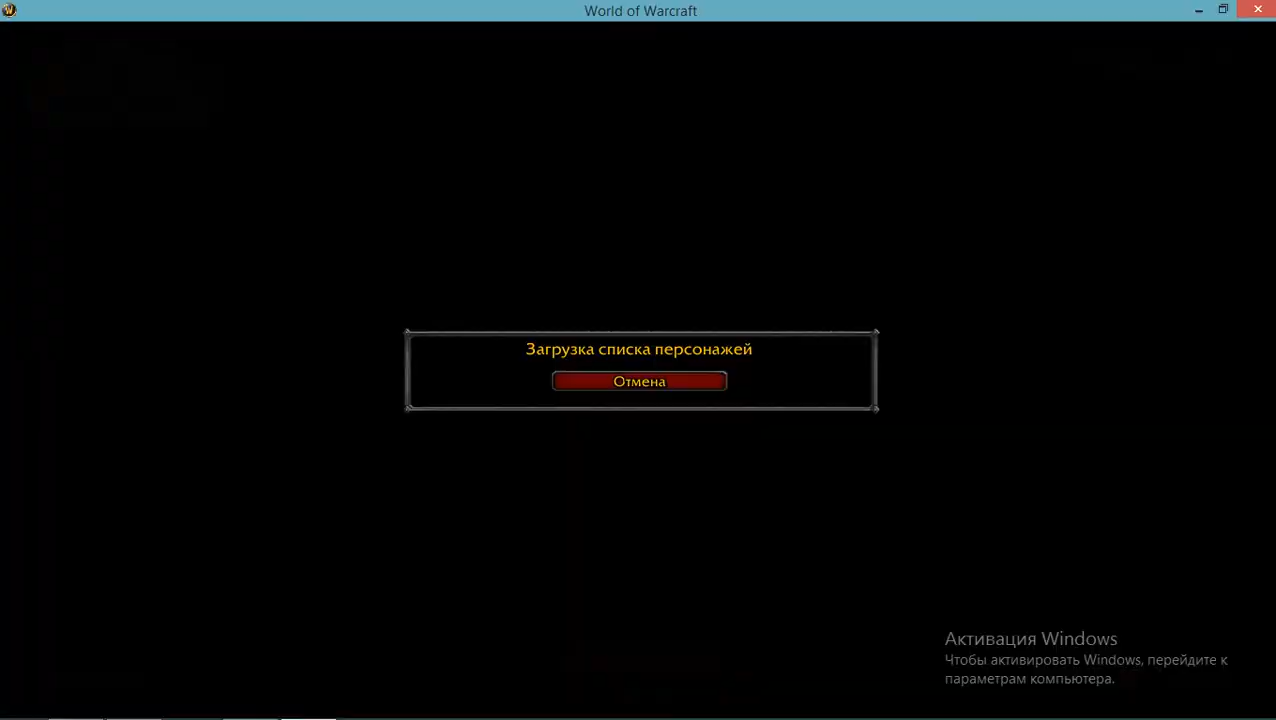 World of Warcraft
Загрузка списка персонажей
Отмена
Активация Windows
Чтобы активировать Windows, перейдите к
параметрам компьютера.